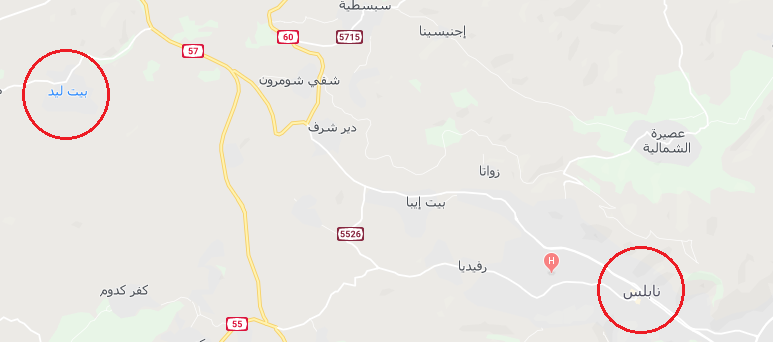 سبسطية
60
5715
إجنيسينا
57
شفي شومرون
بيت ليد
دير شرف
عصيرة
الشمالية
زواتا
بيت إيبا
5526
رفيديا
H
نابلس
كفر كدوم
55